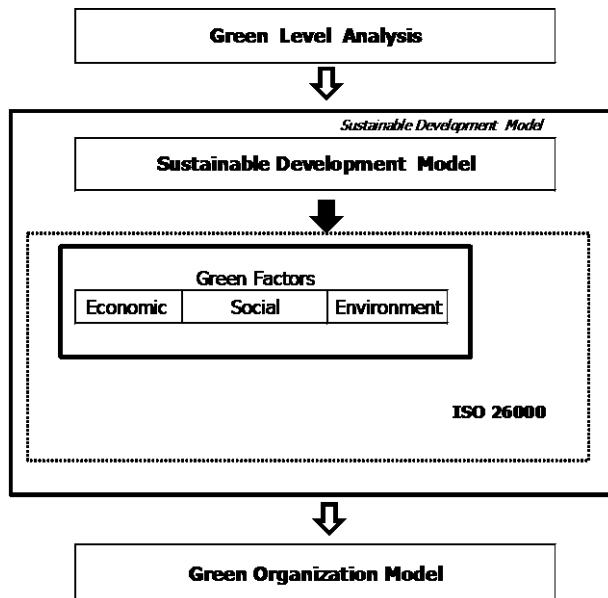 Green Level Analysis
Sustainable Development Model
Sustainable Development Model
Green Factors
Economic Social Environment
ISO 26000
Green Organization Model